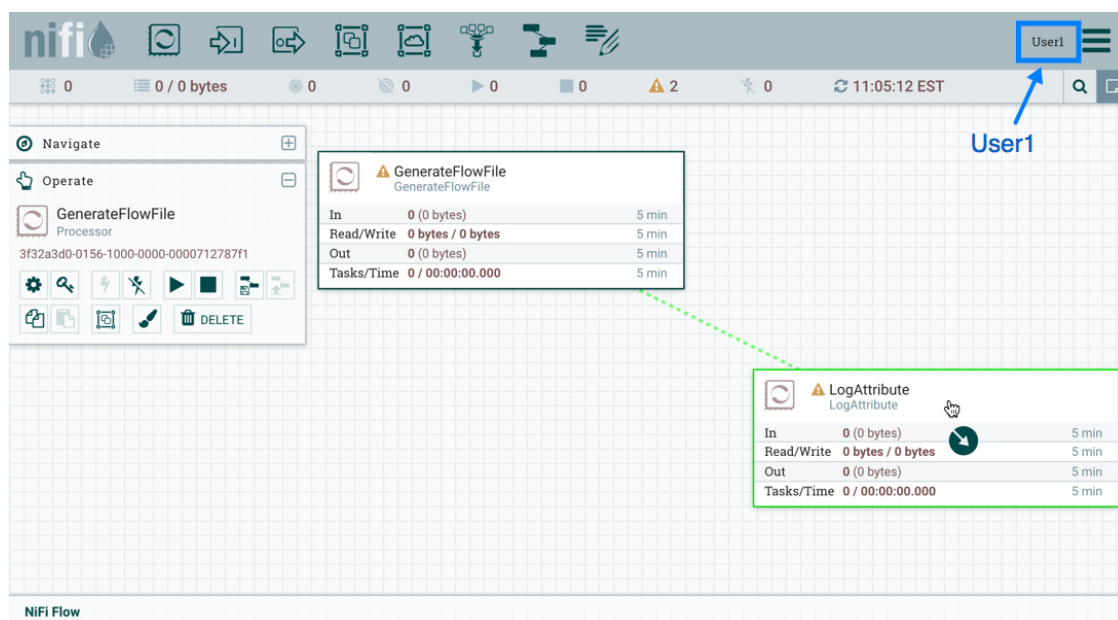 nifi
User1
0 0 / 0 bytes 0 0 0 0 2 0 11:05:12 EST
User1
Navigate
Operate
GenerateFlowFile
Processor
3f32a3d0-0156-1000-0000-0000712787f1
DELETE
GenerateFlowFile
GenerateFlowFile
In 0 (0 bytes) 5 min
Read/Write 0 bytes / 0 bytes 5 min
Out 0 (0 bytes) 5 min
Tasks/Time 0 / 00:00:00.000 5 min
LogAttribute
LogAttribute
In 0 (0 bytes) 5 min
Read/Write 0 bytes / 0 bytes 5 min
Out 0 (0 bytes) 5 min
Tasks/Time 0 / 00:00:00.000 5 min
NiFi Flow